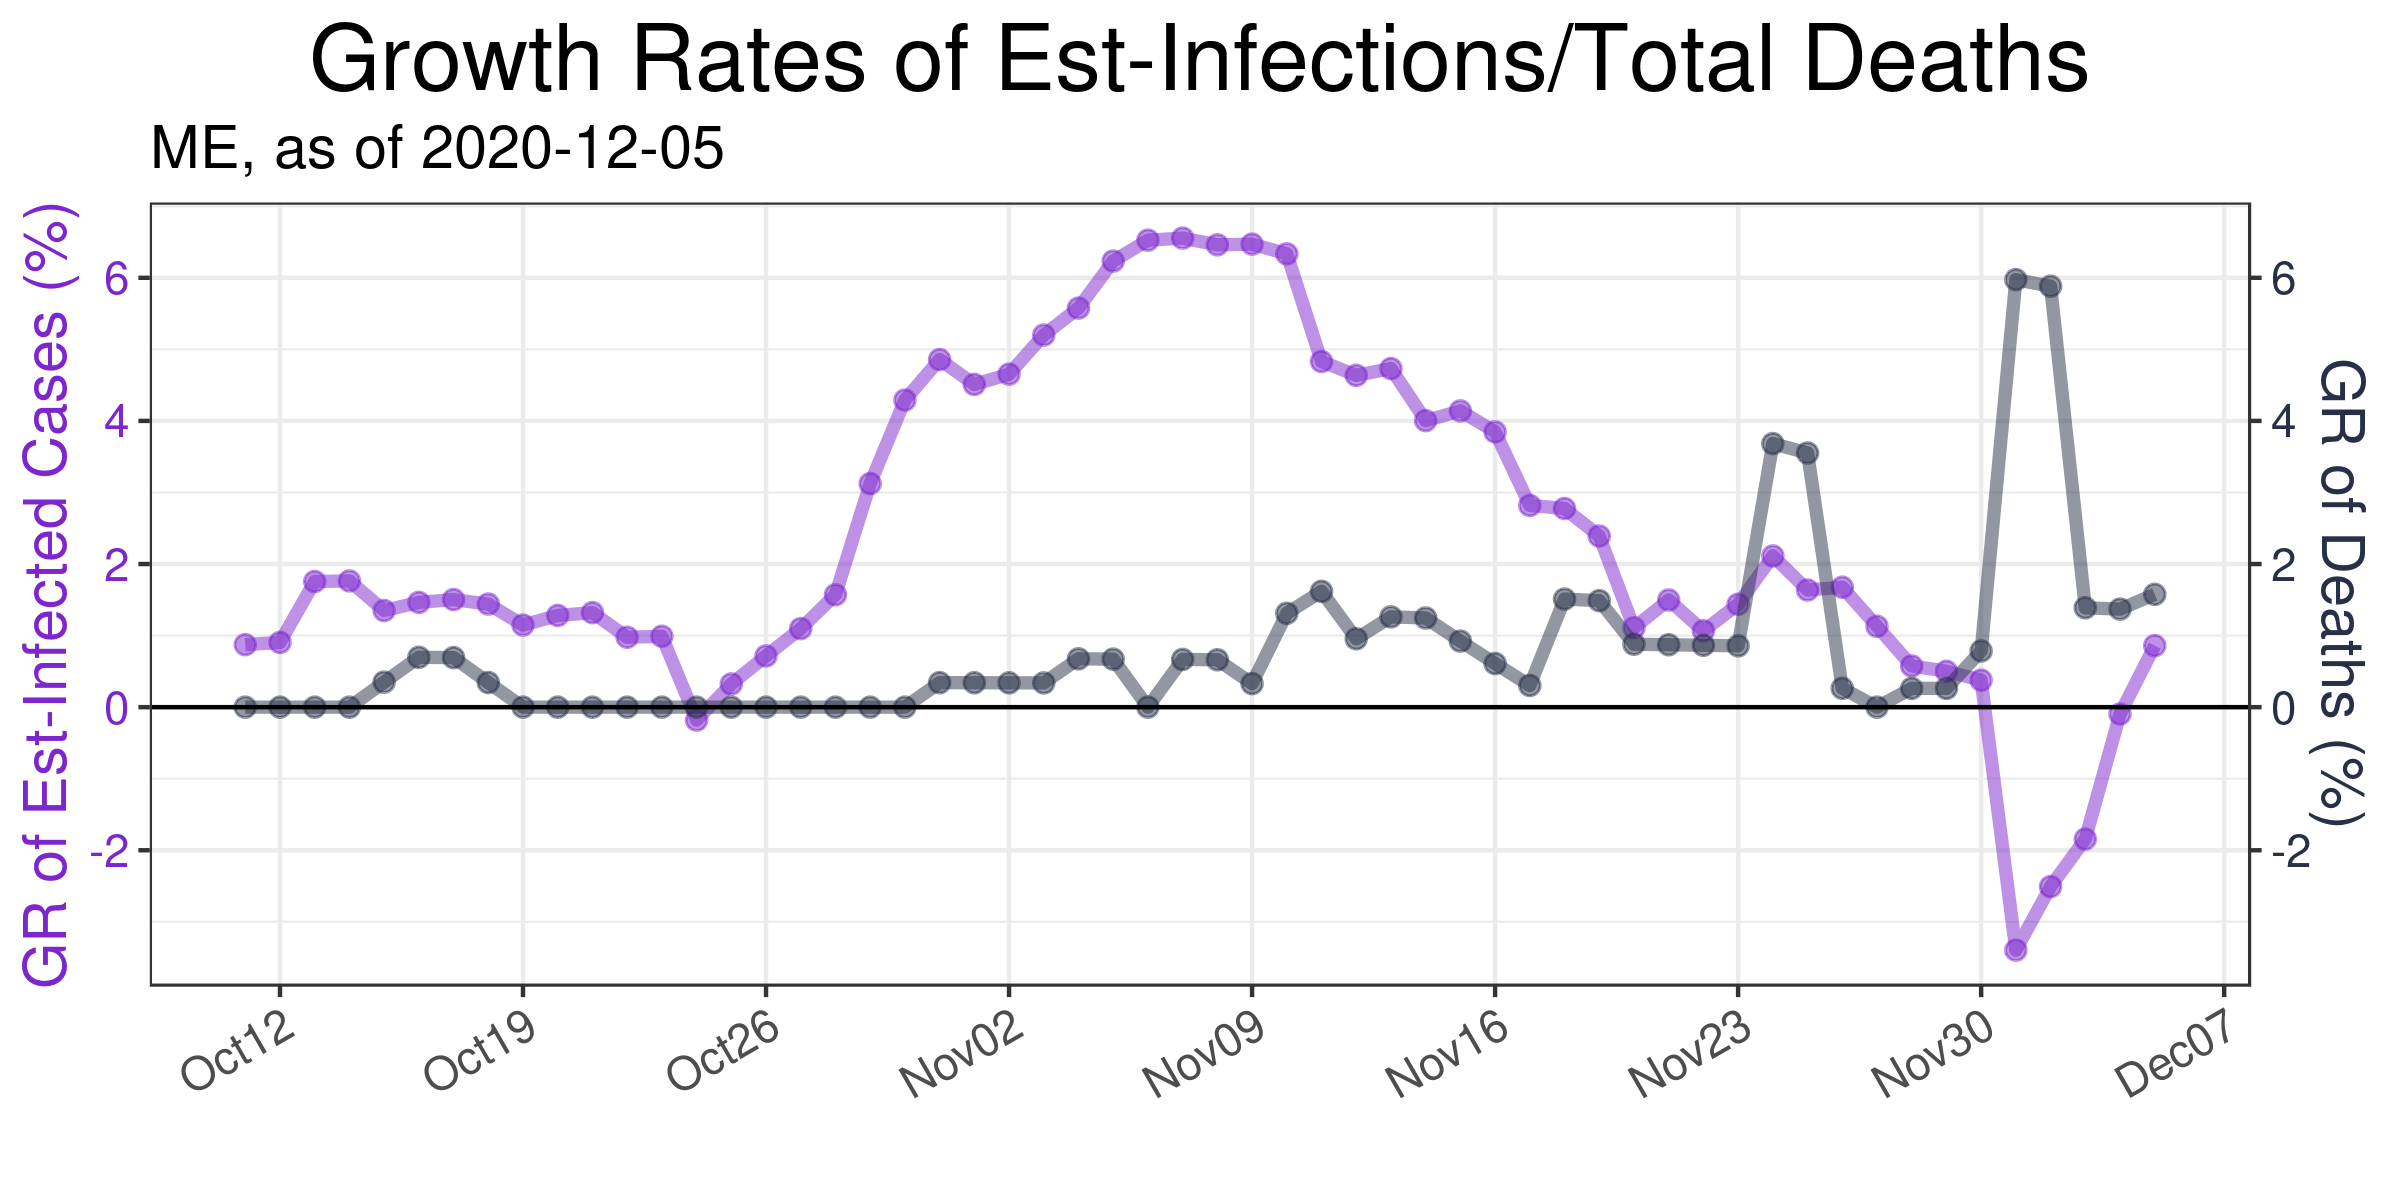 Growth Rates of Est-Infections/Total Deaths
ME, as of 2020-12-05
GR of Est-Infected Cases (%)
6
4
2
0
-2
6
4
2
0
-2
GR of Deaths (%)
Oct12
Oct19
Oct26
Nov02
Nov09
Nov16
Nov23
Nov30
Dec07